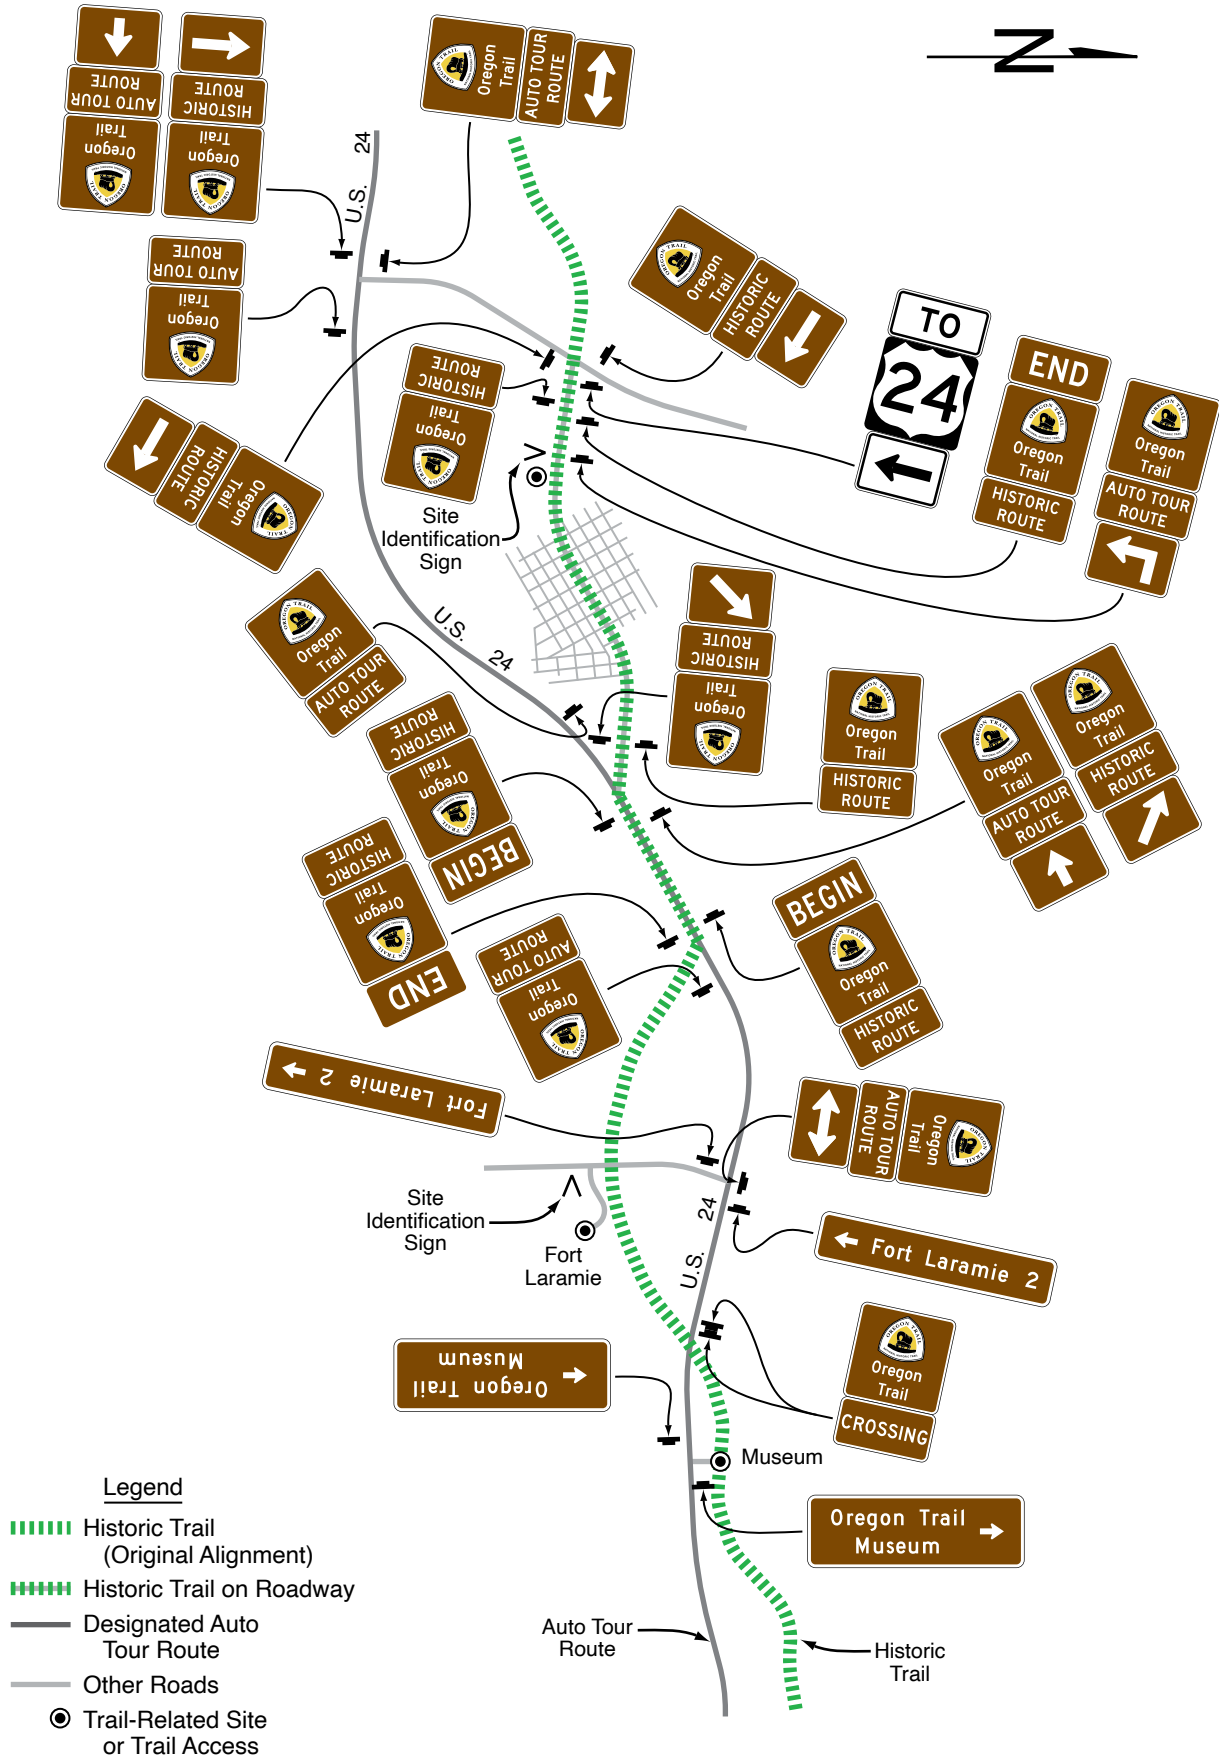 AUTO TOUR
ROUTE
Oregon
Trail
HISTORIC
ROUTE
Oregon
Trail
Oregon
Trail
AUTO TOUR
ROUTE
N
U.S. 24
AUTO TOUR
ROUTE
Oregon
Trail
Oregon
Trail
HISTORIC
ROUTE
TO
24
END
Oregon
Trail
HISTORIC
ROUTE
Oregon
Trail
AUTO TOUR
ROUTE
HISTORIC
ROUTE
Oregon
Trail
HISTORIC
ROUTE
Oregon
Trail
Site
Identification
Sign
U.S. 24
Oregon
Trail
AUTO TOUR
ROUTE
HISTORIC
ROUTE
Oregon
Trail
Oregon
Trail
HISTORIC
ROUTE
Oregon
Trail
AUTO TOUR
ROUTE
Oregon
Trail
HISTORIC
ROUTE
BEGIN
Oregon
Trail
HISTORIC
ROUTE
END
Oregon
Trail
HISTORIC
ROUTE
AUTO TOUR
ROUTE
Oregon
Trail
BEGIN
Oregon
Trail
HISTORIC
ROUTE
Fort Laramie 2
Oregon
Trail
AUTO TOUR
ROUTE
Site
Identification
Sign
Fort
Laramie
U.S. 24
Fort Laramie 2
Oregon
Trail
CROSSING
Oregon Trail
Museum
Museum
Oregon Trail
Museum
Auto Tour
Route
Historic
Trail
Legend
Historic Trail
(Original Alignment)
Historic Trail on Roadway
Designated Auto
Tour Route
Other Roads
Trail-Related Site
or Trail Access